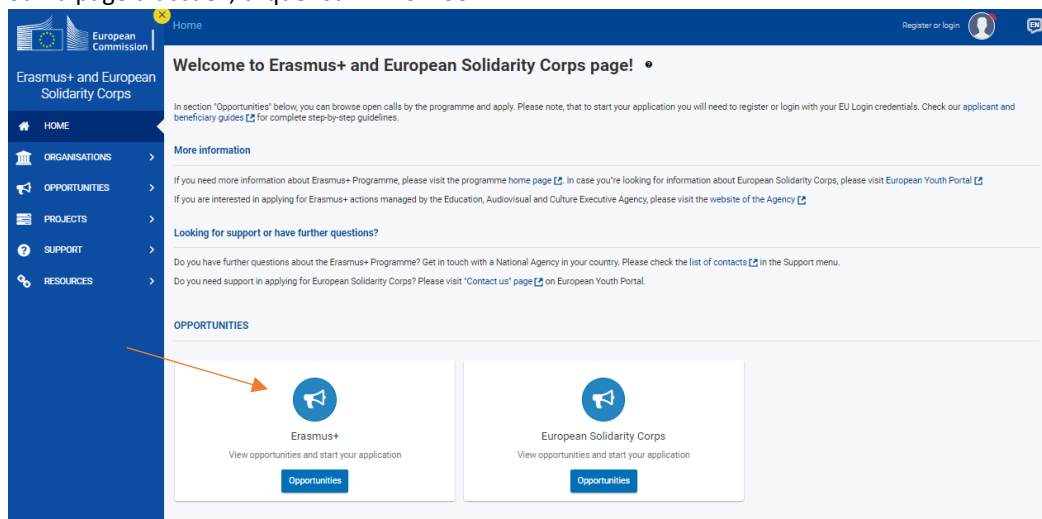 Sur la page d'accueil, cliquez sur
European
Commission
Home
Register or login
EN
Erasmus+ and European
Solidarity Corps
HOME
ORGANISATIONS
OPPORTUNITIES
PROJECTS
SUPPORT
RESOURCES
Welcome to Erasmus+ and European Solidarity Corps page!
In section "Opportunities" below, you can browse open calls by the programme and apply. Please note, that to start your application you will need to register or login with your EU Login credentials. Check our applicant and
beneficiary guides for complete step-by-step guidelines.
More information
If you need more information about Erasmus+ Programme, please visit the programme home page. In case you're looking for information about European Solidarity Corps, please visit European Youth Portal
If you are interested in applying for Erasmus+ actions managed by the Education, Audiovisual and Culture Executive Agency, please visit the website of the Agency
Looking for support or have further questions?
Do you have further questions about the Erasmus+ Programme? Get in touch with a National Agency in your country. Please check the list of contacts in the Support menu.
Do you need support in applying for European Solidarity Corps? Please visit "Contact us" page on European Youth Portal.
OPPORTUNITIES
Erasmus+
View opportunities and start your application
Opportunities
European Solidarity Corps
View opportunities and start your application
Opportunities